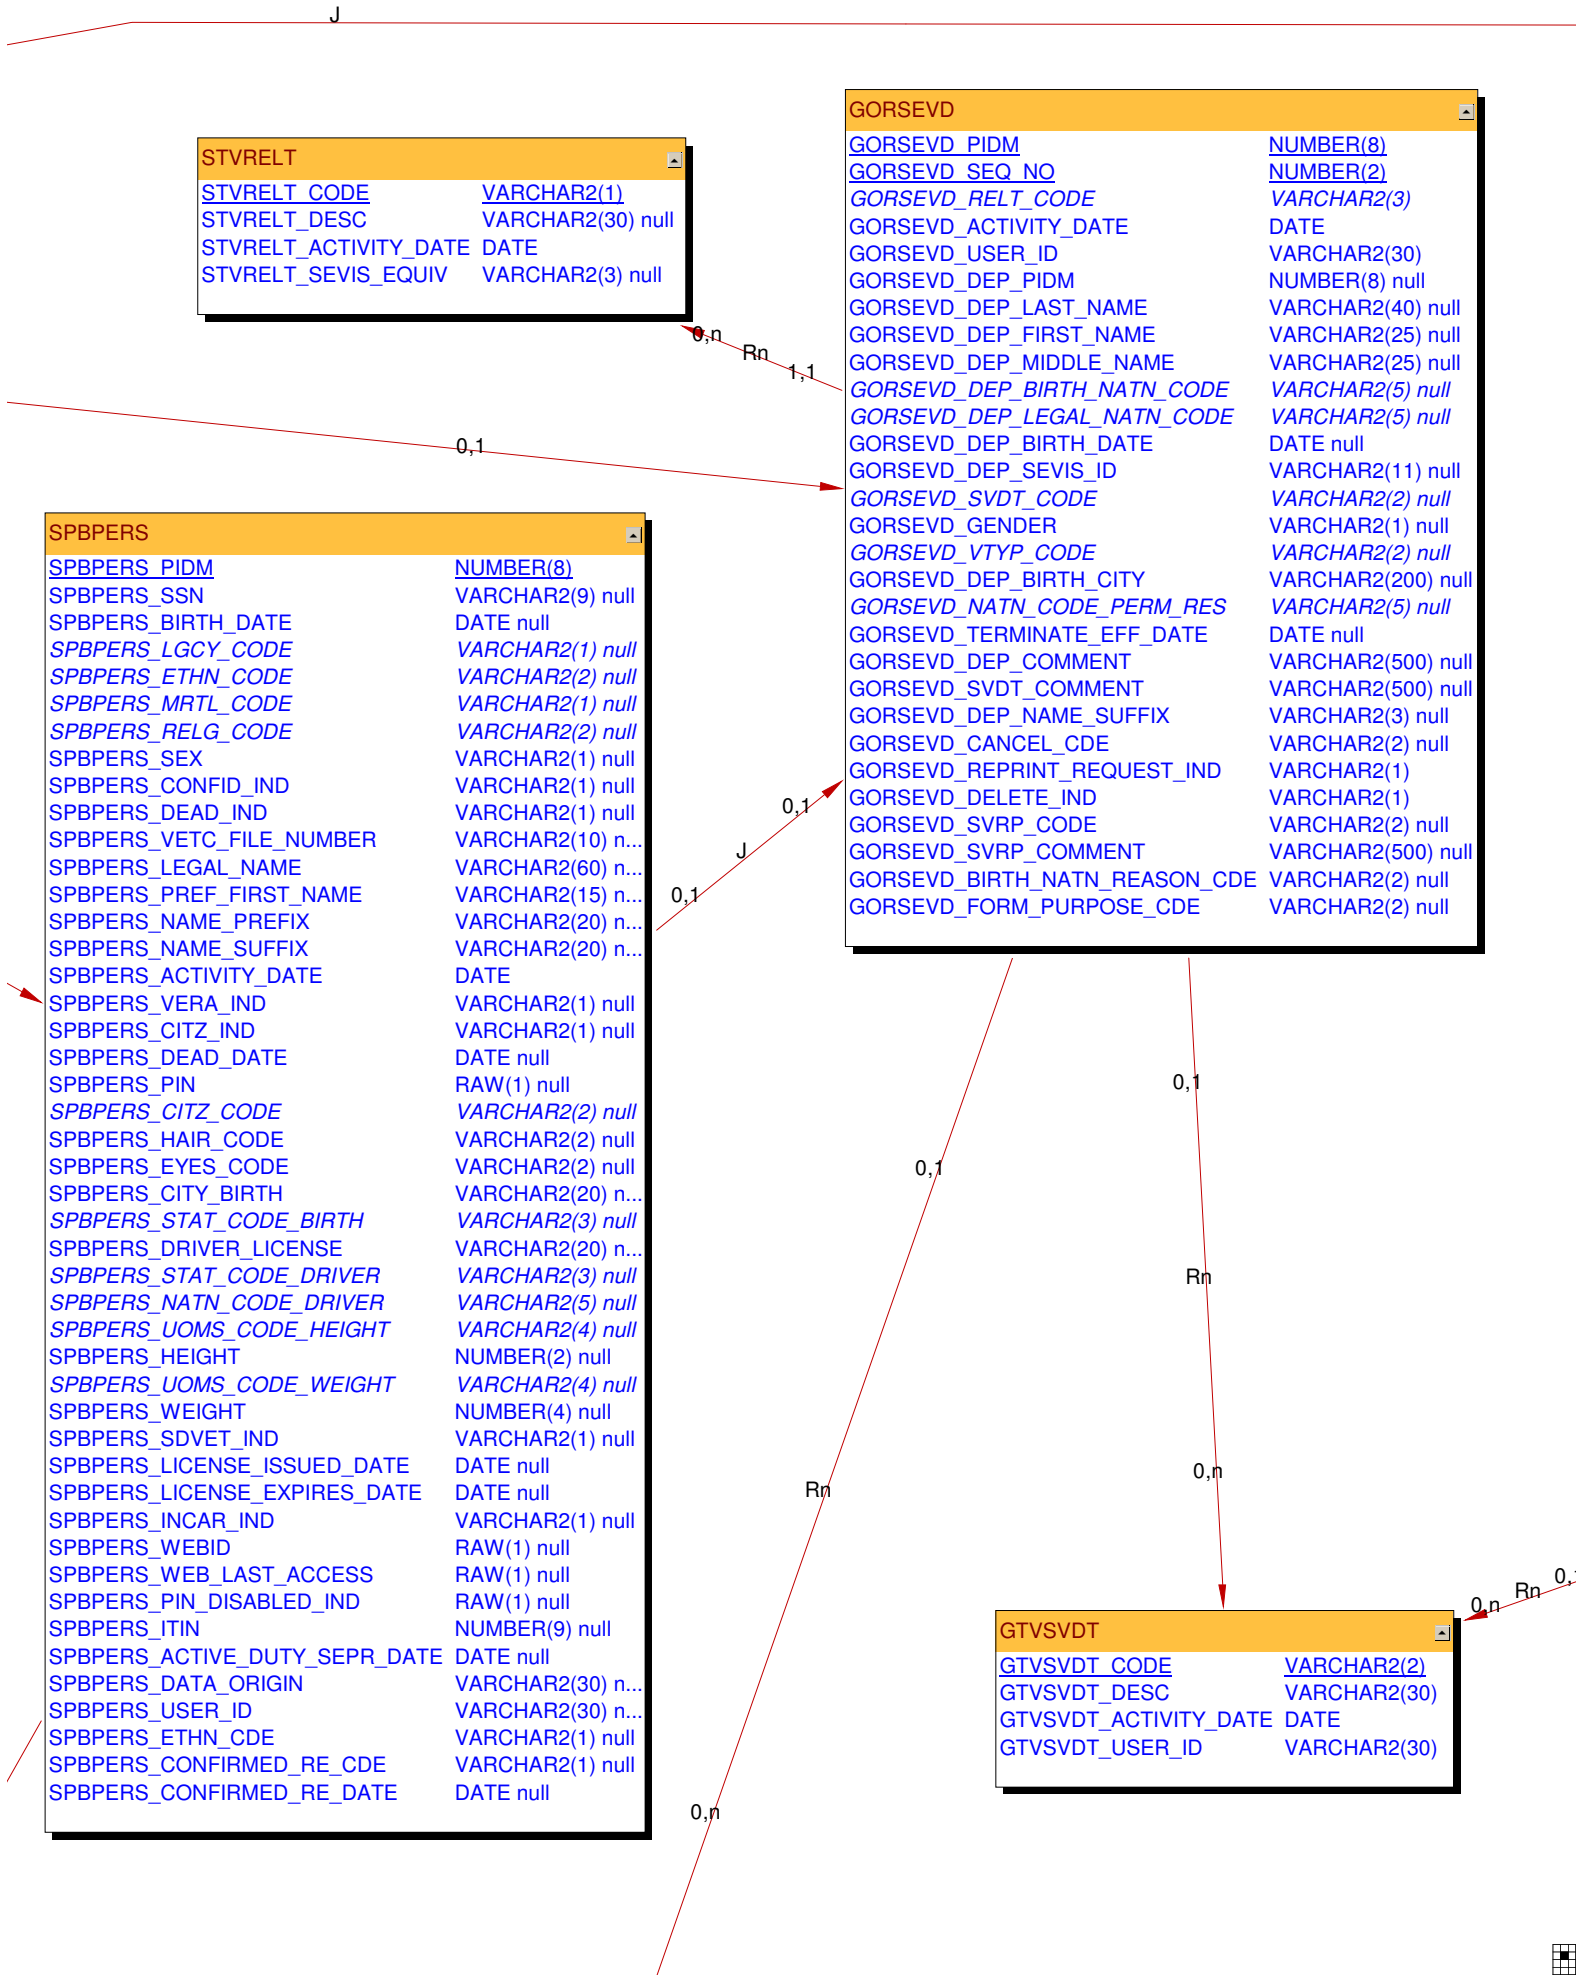 J
STVRELT
STVRELT_CODE VARCHAR2(1)
STVRELT_DESC VARCHAR2(30) null
STVRELT_ACTIVITY_DATE DATE
STVRELT_SEVIS_EQUIV VARCHAR2(3) null
GORSEVD
GORSEVD_PIDM NUMBER(8)
GORSEVD_SEQ_NO NUMBER(2)
GORSEVD_RELT_CODE VARCHAR2(3)
GORSEVD_ACTIVITY_DATE DATE
GORSEVD_USER_ID VARCHAR2(30)
GORSEVD_DEP_PIDM NUMBER(8) null
GORSEVD_DEP_LAST_NAME VARCHAR2(40) null
GORSEVD_DEP_FIRST_NAME VARCHAR2(25) null
GORSEVD_DEP_MIDDLE_NAME VARCHAR2(25) null
GORSEVD_DEP_BIRTH_NATN_CODE VARCHAR2(5) null
GORSEVD_DEP_LEGAL_NATN_CODE VARCHAR2(5) null
GORSEVD_DEP_BIRTH_DATE DATE null
GORSEVD_DEP_SEVIS_ID VARCHAR2(11) null
GORSEVD_SVDT_CODE VARCHAR2(2) null
GORSEVD_GENDER VARCHAR2(1) null
GORSEVD_VTYP_CODE VARCHAR2(2) null
GORSEVD_DEP_BIRTH_CITY VARCHAR2(200) null
GORSEVD_NATN_CODE_PERM_RES VARCHAR2(5) null
GORSEVD_TERMINATE_EFF_DATE DATE null
GORSEVD_DEP_COMMENT VARCHAR2(500) null
GORSEVD_SVDT_COMMENT VARCHAR2(500) null
GORSEVD_DEP_NAME_SUFFIX VARCHAR2(3) null
GORSEVD_CANCEL_CDE VARCHAR2(2) null
GORSEVD_REPRINT_REQUEST_IND VARCHAR2(1)
GORSEVD_DELETE_IND VARCHAR2(1)
GORSEVD_SVRP_CODE VARCHAR2(2) null
GORSEVD_SVRP_COMMENT VARCHAR2(500) null
GORSEVD_BIRTH_NATN_REASON_CDE VARCHAR2(2) null
GORSEVD_FORM_PURPOSE_CDE VARCHAR2(2) null
0,n
Rn
1,1
0,1
SPBPERS
SPBPERS_PIDM NUMBER(8)
SPBPERS_SSN VARCHAR2(9) null
SPBPERS_BIRTH_DATE DATE null
SPBPERS_LGCY_CODE VARCHAR2(1) null
SPBPERS_ETHN_CODE VARCHAR2(2) null
SPBPERS_MRTL_CODE VARCHAR2(1) null
SPBPERS_RELG_CODE VARCHAR2(2) null
SPBPERS_SEX VARCHAR2(1) null
SPBPERS_CONFID_IND VARCHAR2(1) null
SPBPERS_DEAD_IND VARCHAR2(1) null
SPBPERS_VETC_FILE_NUMBER VARCHAR2(10) n...
SPBPERS_LEGAL_NAME VARCHAR2(60) n...
SPBPERS_PREF_FIRST_NAME VARCHAR2(15) n...
SPBPERS_NAME_PREFIX VARCHAR2(20) n...
SPBPERS_NAME_SUFFIX VARCHAR2(20) n...
SPBPERS_ACTIVITY_DATE DATE
SPBPERS_VERA_IND VARCHAR2(1) null
SPBPERS_CITZ_IND VARCHAR2(1) null
SPBPERS_DEAD_DATE DATE null
SPBPERS_PIN RAW(1) null
SPBPERS_CITZ_CODE VARCHAR2(2) null
SPBPERS_HAIR_CODE VARCHAR2(2) null
SPBPERS_EYES_CODE VARCHAR2(2) null
SPBPERS_CITY_BIRTH VARCHAR2(20) n...
SPBPERS_STAT_CODE_BIRTH VARCHAR2(3) null
SPBPERS_DRIVER_LICENSE VARCHAR2(20) n...
SPBPERS_STAT_CODE_DRIVER VARCHAR2(3) null
SPBPERS_NATN_CODE_DRIVER VARCHAR2(5) null
SPBPERS_UOMS_CODE_HEIGHT VARCHAR2(4) null
SPBPERS_HEIGHT NUMBER(2) null
SPBPERS_UOMS_CODE_WEIGHT VARCHAR2(4) null
SPBPERS_WEIGHT NUMBER(4) null
SPBPERS_SDVET_IND VARCHAR2(1) null
SPBPERS_LICENSE_ISSUED_DATE DATE null
SPBPERS_LICENSE_EXPIRES_DATE DATE null
SPBPERS_INCAR_IND VARCHAR2(1) null
SPBPERS_WEBID RAW(1) null
SPBPERS_WEB_LAST_ACCESS RAW(1) null
SPBPERS_PIN_DISABLED_IND RAW(1) null
SPBPERS_ITIN NUMBER(9) null
SPBPERS_ACTIVE_DUTY_SEPR_DATE DATE null
SPBPERS_DATA_ORIGIN VARCHAR2(30) n...
SPBPERS_USER_ID VARCHAR2(30) n...
SPBPERS_ETHN_CDE VARCHAR2(1) null
SPBPERS_CONFIRMED_RE_CDE VARCHAR2(1) null
SPBPERS_CONFIRMED_RE_DATE DATE null
0,1
J
0,1
0,1
0,1
Rn
0,n
Rn
0,n
0,n
Rn
GTVSVDT
GTVSVDT_CODE VARCHAR2(2)
GTVSVDT_DESC VARCHAR2(30)
GTVSVDT_ACTIVITY_DATE DATE
GTVSVDT_USER_ID VARCHAR2(30)